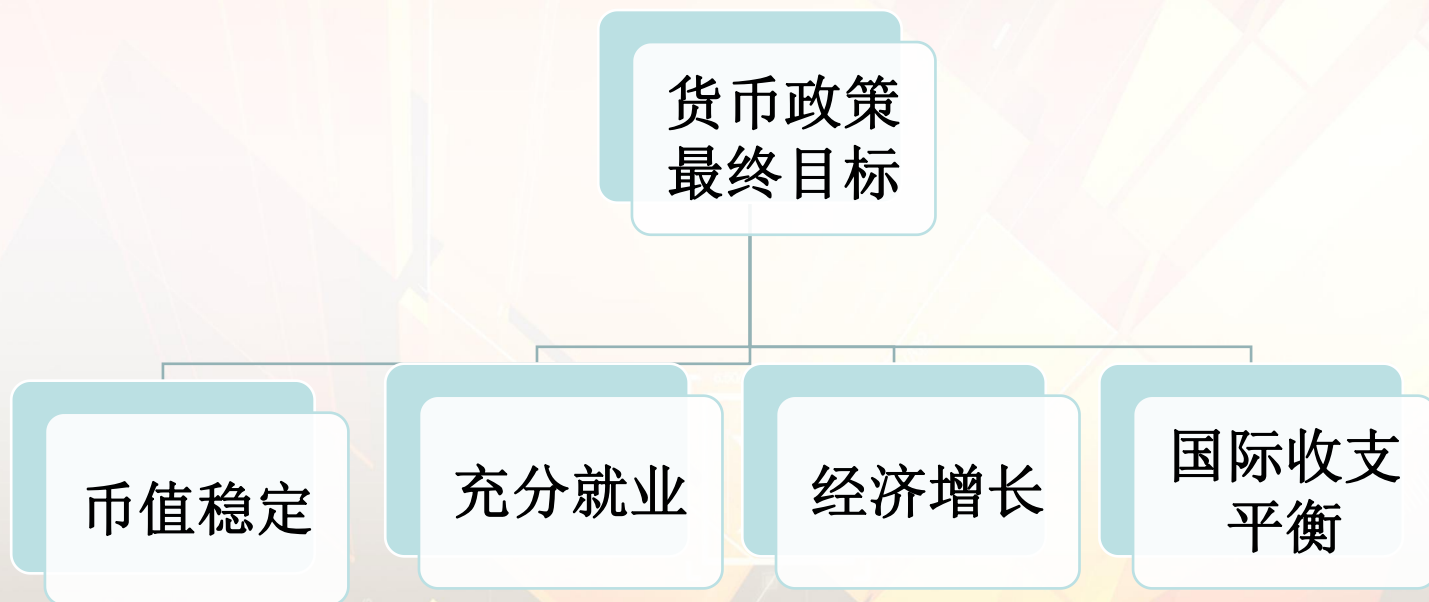 货币政策
最终目标
币值稳定
充分就业
经济增长
国际收支
平衡